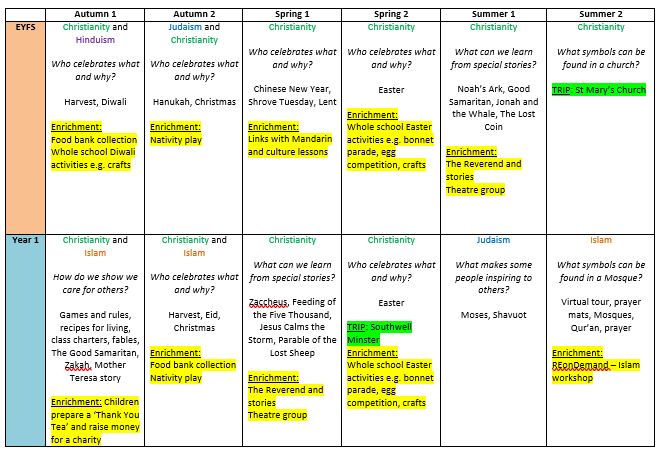 Autumn 1
Autumn 2
Spring 1
Spring 2
Summer 1
Summer 2
EYFS
Christianity and
Hinduism
Who celebrates what
and why?
Harvest, Diwali
Enrichment:
Food bank collection
Whole school Diwali
activities e.g. crafts
Judaism and
Christianity
Who celebrates what
and why?
Hanukah, Christmas
Enrichment:
Nativity play
Christianity
Who celebrates what
and why?
Chinese New Year,
Shrove Tuesday, Lent
Enrichment:
Links with Mandarin
and culture lessons
Christianity
Who celebrates what
and why?
Easter
Enrichment:
Whole school Easter
activities e.g. bonnet
parade, egg
competition, crafts
Christianity
What can we learn
from special stories?
Noah's Ark, Good
Samaritan, Jonah and
the Whale, The Lost
Coin
Enrichment:
The Reverend and
stories
Theatre group
Christianity
What symbols can be
found in a church?
TRIP: St Mary's Church
Year 1
Christianity and
Islam
How do we show we
care for others?
Games and rules,
recipes for living,
class charters, fables,
The Good Samaritan,
Zakah, Mother
Teresa story
Enrichment: Children
prepare a 'Thank You
Tea' and raise money
for a charity
Christianity and
Islam
Who celebrates what
and why?
Harvest, Eid,
Christmas
Enrichment:
Food bank collection
Nativity play
Christianity
What can we learn
from special stories?
Zaccheus, Feeding of
the Five Thousand,
Jesus Calms the
Storm, Parable of the
Lost Sheep
Enrichment:
The Reverend and
stories
Theatre group
Christianity
Who celebrates what
and why?
Easter
TRIP: Southwell
Minster
Enrichment:
Whole school Easter
activities e.g. bonnet
parade, egg
competition, crafts
Judaism
What makes some
people inspiring to
others?
Moses, Shavuot
Islam
What symbols can be
found in a Mosque?
Virtual tour, prayer
mats, Mosques,
Qur'an, prayer
Enrichment:
REonDemand – Islam
workshop